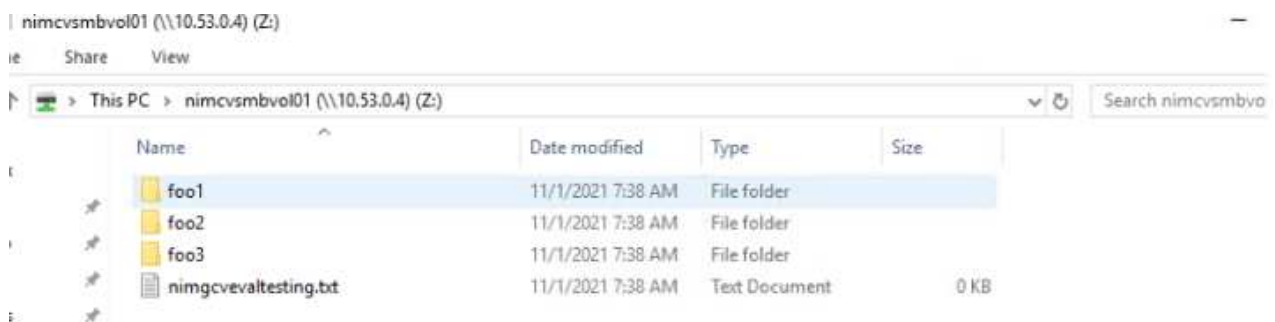 nimcvsmbvol01 (\\10.53.0.4) (Z:)
Share View
This PC > nimcvsmbvol01 (\\10.53.0.4) (Z:) Search nimcvsmbvo
Name Date modified Type Size
foo1 11/1/2021 7:38 AM File folder
foo2 11/1/2021 7:38 AM File folder
foo3 11/1/2021 7:38 AM File folder
nimgcvevaltesting.txt 11/1/2021 7:38 AM Text Document 0 KB